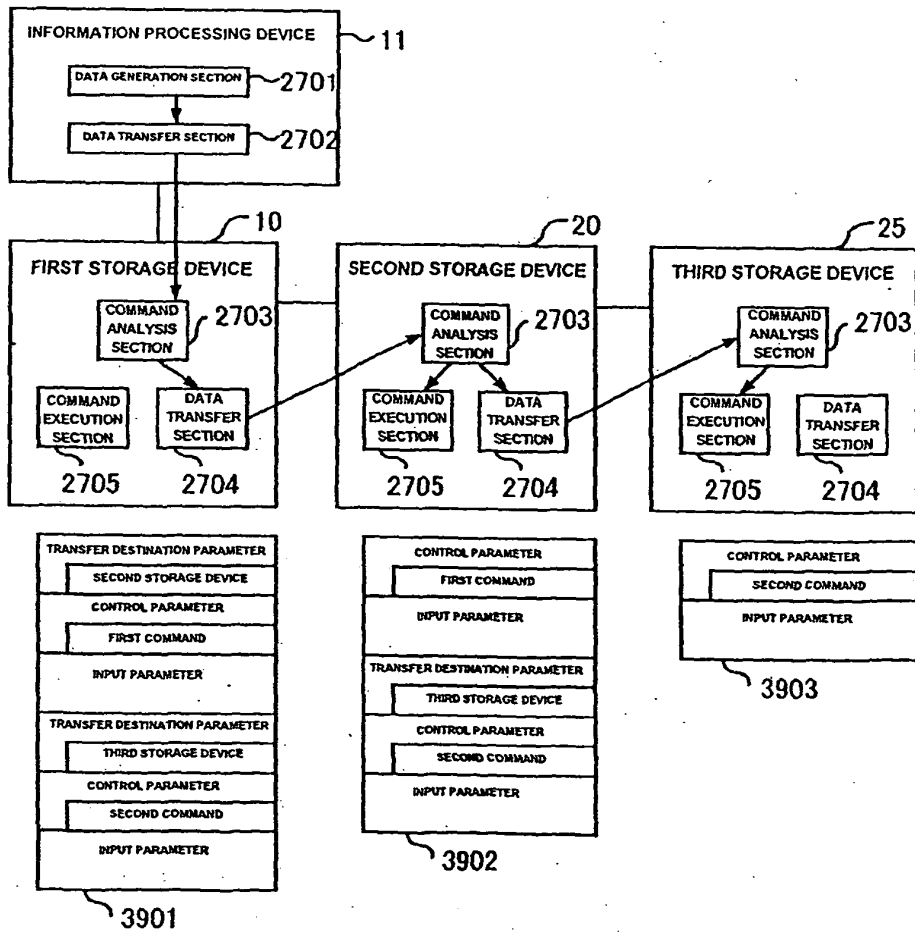 INFORMATION PROCESSING DEVICE
11
DATA GENERATION SECTION
2701
DATA TRANSFER SECTION
2702
10
FIRST STORAGE DEVICE
COMMAND
ANALYSIS
SECTION
2703
COMMAND
EXECUTION
SECTION
2705
DATA
TRANSFER
SECTION
2704
20
SECOND STORAGE DEVICE
COMMAND
ANALYSIS
SECTION
2703
COMMAND
EXECUTION
SECTION
2705
DATA
TRANSFER
SECTION
2704
25
THIRD STORAGE DEVICE
COMMAND
ANALYSIS
SECTION
2703
COMMAND
EXECUTION
SECTION
2705
DATA
TRANSFER
SECTION
2704
TRANSFER DESTINATION PARAMETER
SECOND STORAGE DEVICE
CONTROL PARAMETER
FIRST COMMAND
INPUT PARAMETER
TRANSFER DESTINATION PARAMETER
THIRD STORAGE DEVICE
CONTROL PARAMETER
SECOND COMMAND
INPUT PARAMETER
3901
CONTROL PARAMETER
FIRST COMMAND
INPUT PARAMETER
TRANSFER DESTINATION PARAMETER
THIRD STORAGE DEVICE
CONTROL PARAMETER
SECOND COMMAND
INPUT PARAMETER
3902
CONTROL PARAMETER
SECOND COMMAND
INPUT PARAMETER
3903